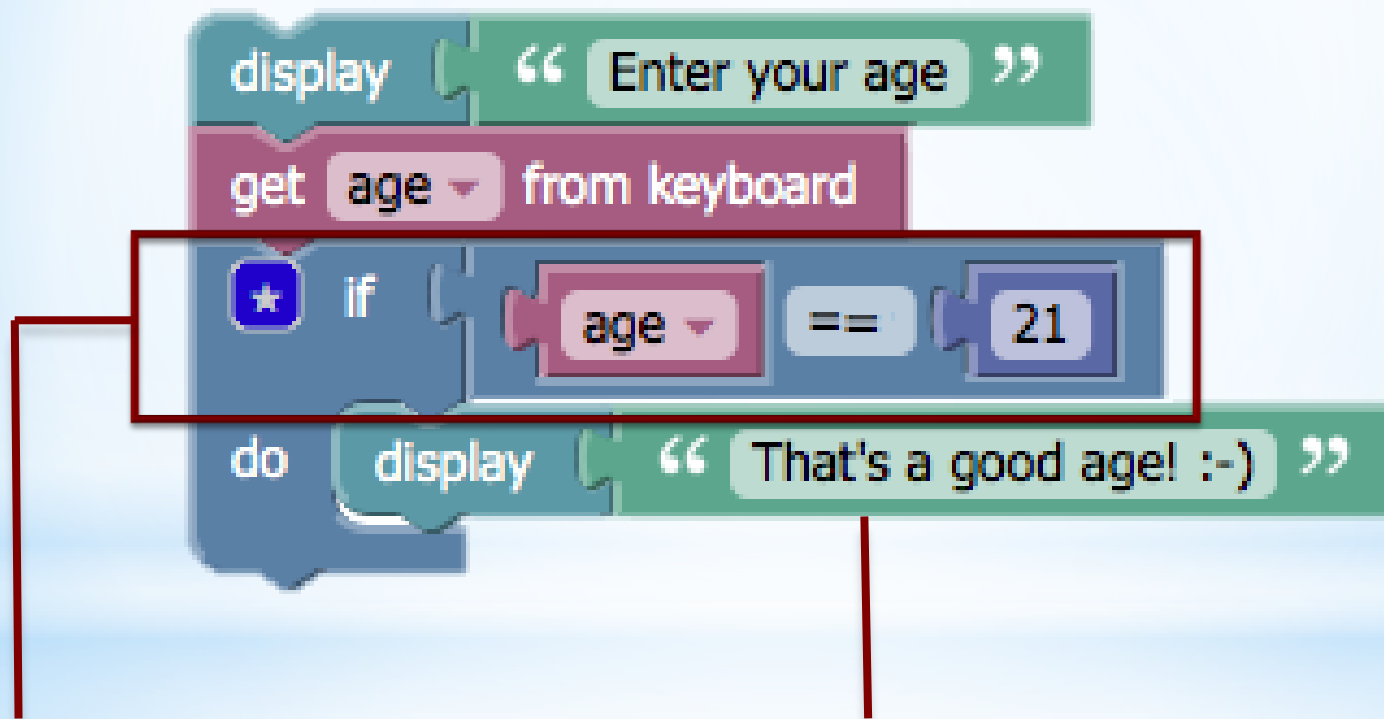 display “ Enter your age ”
get age from keyboard
if age == 21
do display “ That's a good age! :-) ”